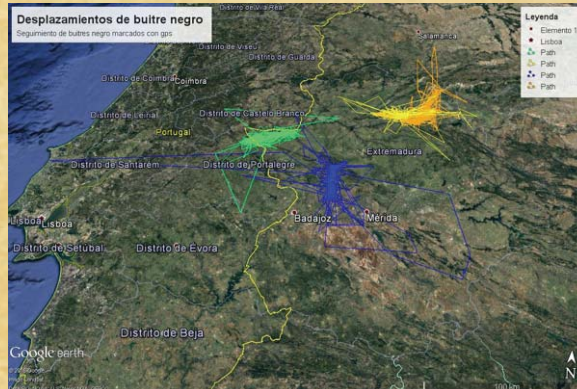 Desplazamientos de buitre negro
Seguimiento de buitres negro marcados con gps
Leyenda
Elemento 1
Lisboa
Path
Path
Path
Path
Distrito de Viseu
Salamanca
Distrito de Guarda
Distrito de Coimbra
Coimbra
Distrito de Castelo Branco
Distrito de Leiria
Portugal
Extremadura
Distrito de Santarém
Distrito de Portalegre
Lisboa
Lisboa
Badajoz
Mérida
Distrito de Setúbal
Distrito de Évora
Distrito de Beja
Google earth
100 km
N